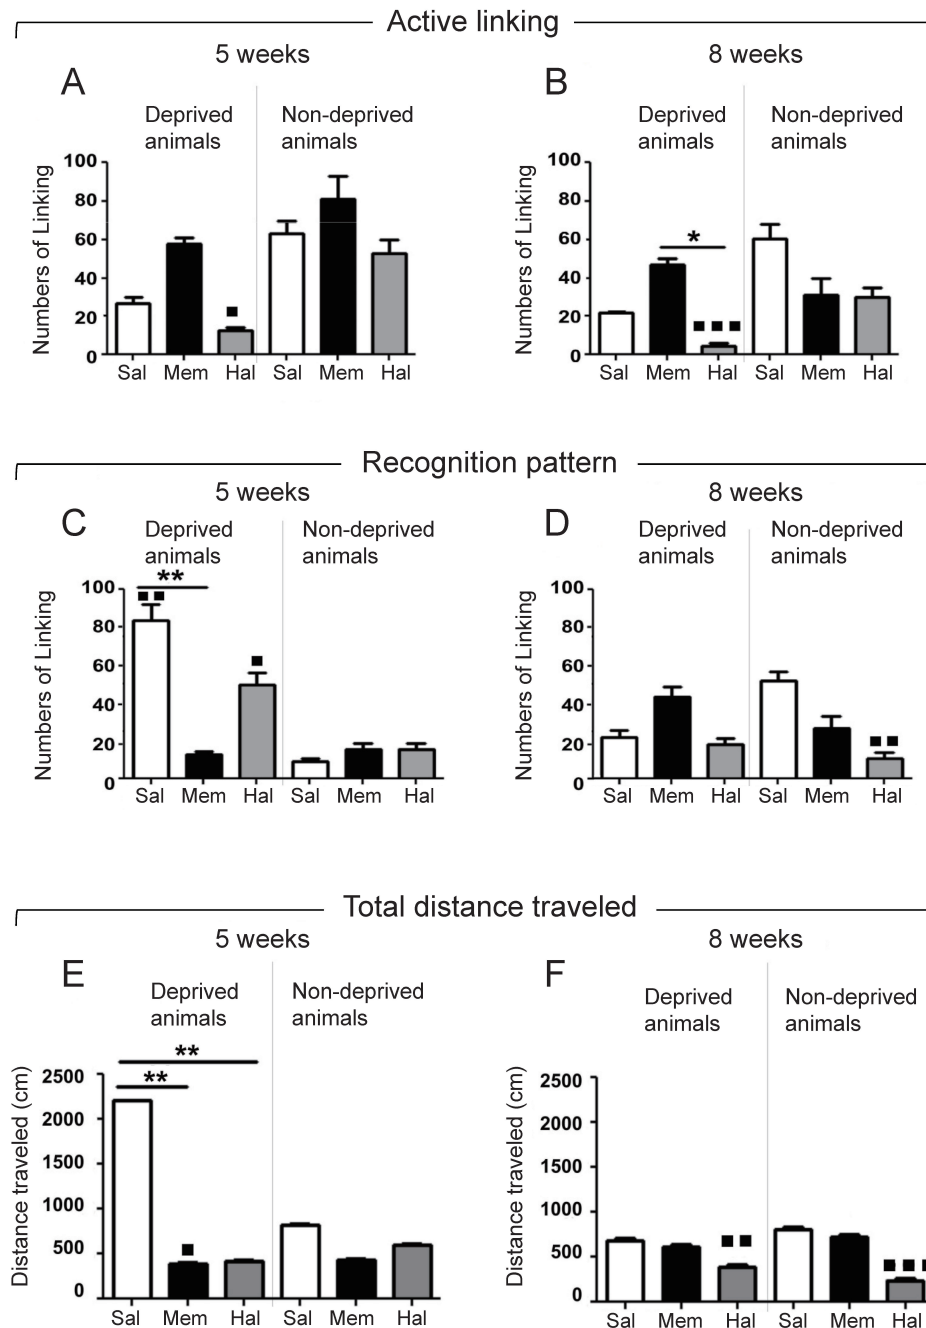 Active linking
5 weeks
8 weeks
A
B
Deprived
animals
Non-deprived
animals
Deprived
animals
Non-deprived
animals
Numbers of Linking
100
80
60
40
20
0
Sal Mem Hal Sal Mem Hal
Numbers of Linking
100
80
60
40
20
0
*
Sal Mem Hal Sal Mem Hal
Recognition pattern
5 weeks
8 weeks
C
D
Deprived
animals
Non-deprived
animals
Deprived
animals
Non-deprived
animals
Numbers of Linking
100
80
60
40
20
0
**
Sal Mem Hal Sal Mem Hal
Numbers of Linking
100
80
60
40
20
0
Sal Mem Hal Sal Mem Hal
Total distance traveled
5 weeks
8 weeks
E
F
Deprived
animals
Non-deprived
animals
Deprived
animals
Non-deprived
animals
Distance traveled (cm)
2500
2000
1500
1000
500
0
**
**
Sal Mem Hal Sal Mem Hal
Distance traveled (cm)
2500
2000
1500
1000
500
0
Sal Mem Hal Sal Mem Hal